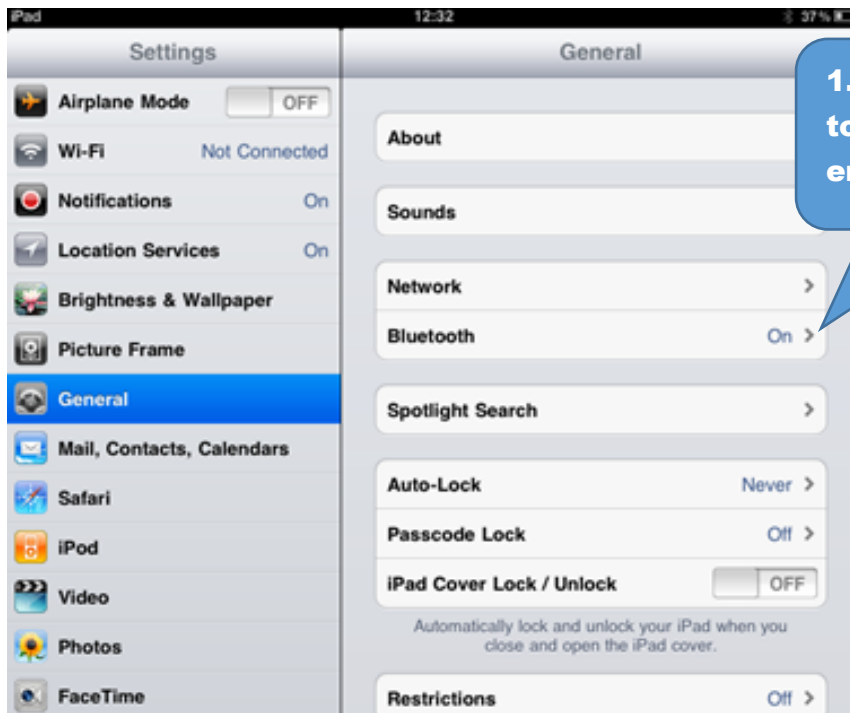 iPad 12:32 37%
Settings
Airplane Mode OFF
Wi-Fi Not Connected
Notifications On
Location Services On
Brightness & Wallpaper
Picture Frame
General
Mail, Contacts, Calendars
Safari
iPod
Video
Photos
FaceTime
General
About
Sounds
Network
Bluetooth On
Spotlight Search
Auto-Lock Never
Passcode Lock Off
iPad Cover Lock / Unlock OFF
Automatically lock and unlock your iPad when you
close and open the iPad cover.
Restrictions Off
1.
to